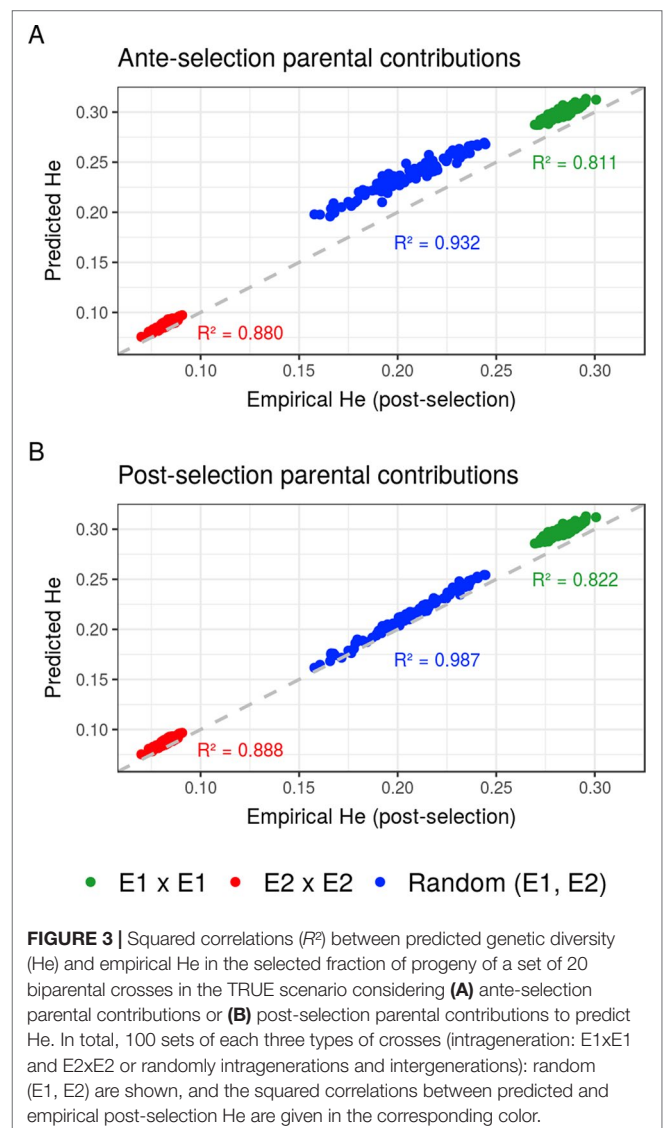 A
Ante-selection parental contributions
Predicted He
0.30
0.25
0.20
0.15
0.10
R² = 0.811
R² = 0.932
R² = 0.880
0.10 0.15 0.20 0.25 0.30
Empirical He (post-selection)
B
Post-selection parental contributions
Predicted He
0.30
0.25
0.20
0.15
0.10
R² = 0.822
R² = 0.987
R² = 0.888
0.10 0.15 0.20 0.25 0.30
Empirical He (post-selection)
E1 x E1 E2 x E2 Random (E1, E2)
FIGURE 3 | Squared correlations (R²) between predicted genetic diversity
(He) and empirical He in the selected fraction of progeny of a set of 20
biparental crosses in the TRUE scenario considering (A) ante-selection
parental contributions or (B) post-selection parental contributions to predict
He. In total, 100 sets of each three types of crosses (intrageneration: E1xE1
and E2xE2 or randomly intragenerations and intergenerations): random
(E1, E2) are shown, and the squared correlations between predicted and
empirical post-selection He are given in the corresponding color.